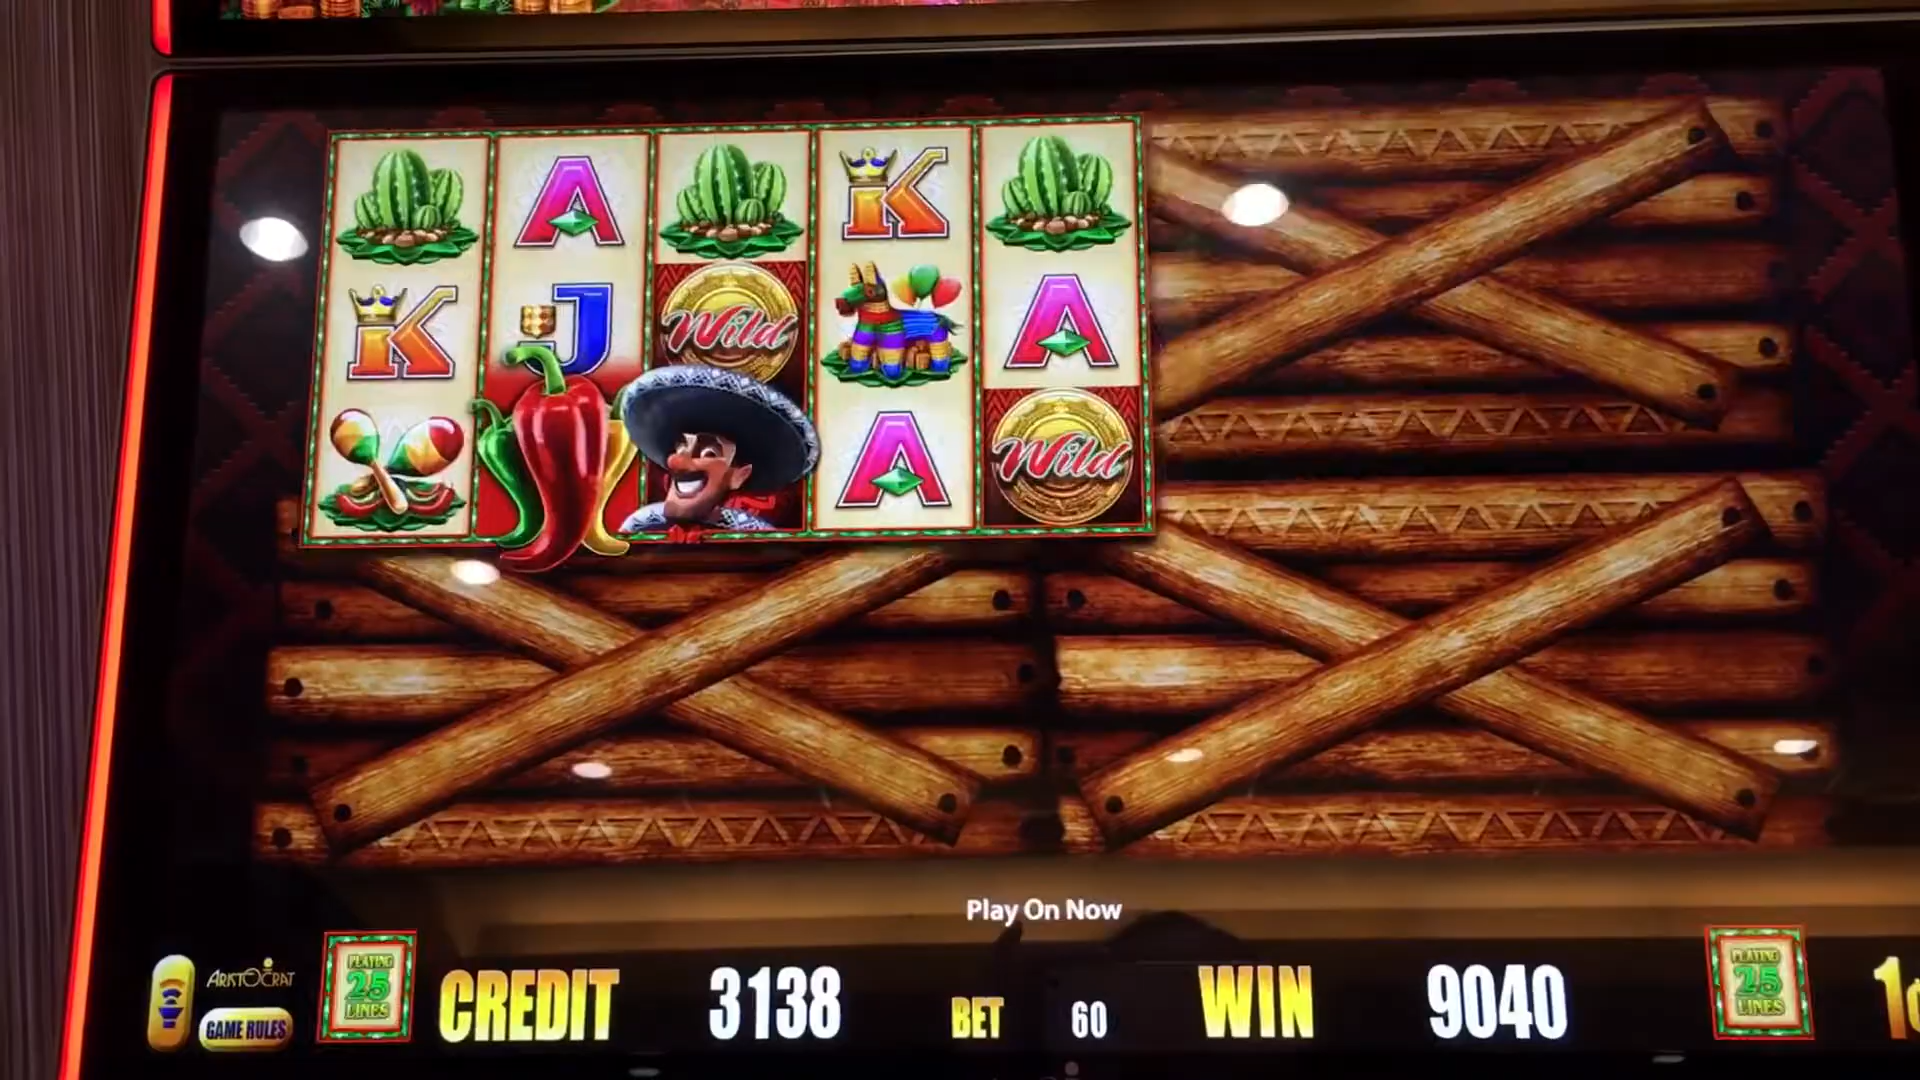 A
K
K
J
Wild
A
A
Wild
Play On Now
ARISTOCRAT
GAME RULES
PLAYING
25
LINES
CREDIT 3138 BET 60 WIN 9040
PLAYING
25
LINES
1¢